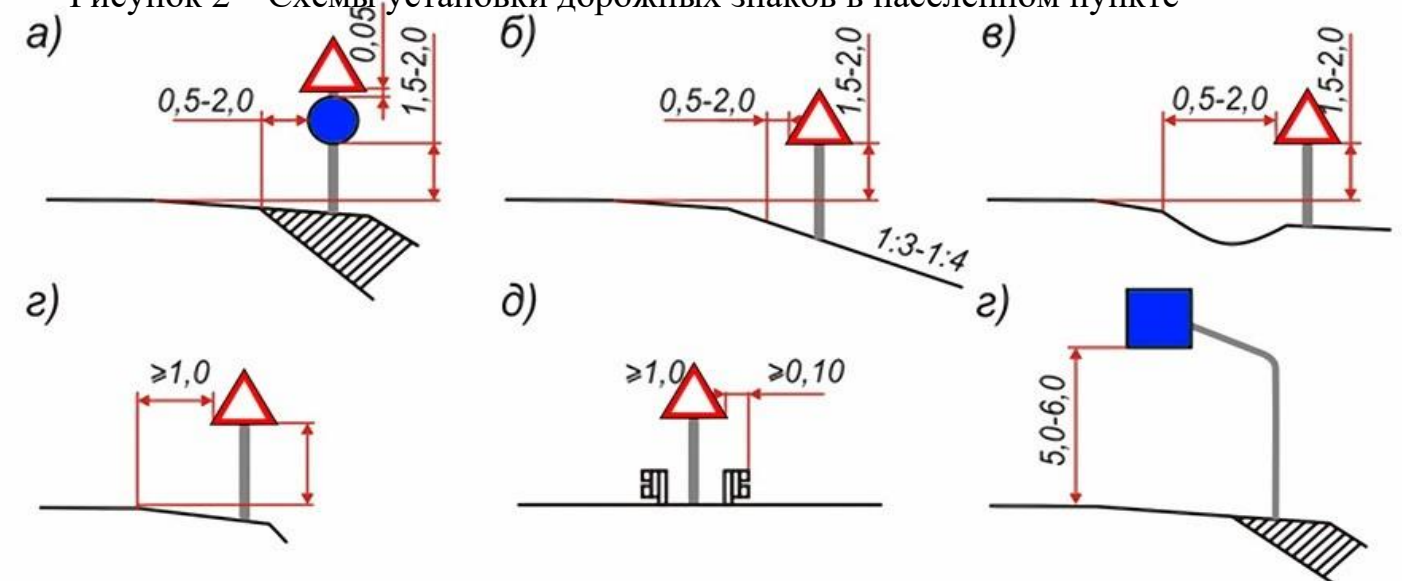 Рисунок 2 – Схемы установки дорожных знаков в населенном пункте
а)
0,05
1,5-2,0
0,5-2,0
б)
0,5-2,0
1,5-2,0
1:3-1:4
в)
0,5-2,0
1,5-2,0
г)
≥1,0
д)
≥1,0
≥0,10
г)
5,0-6,0